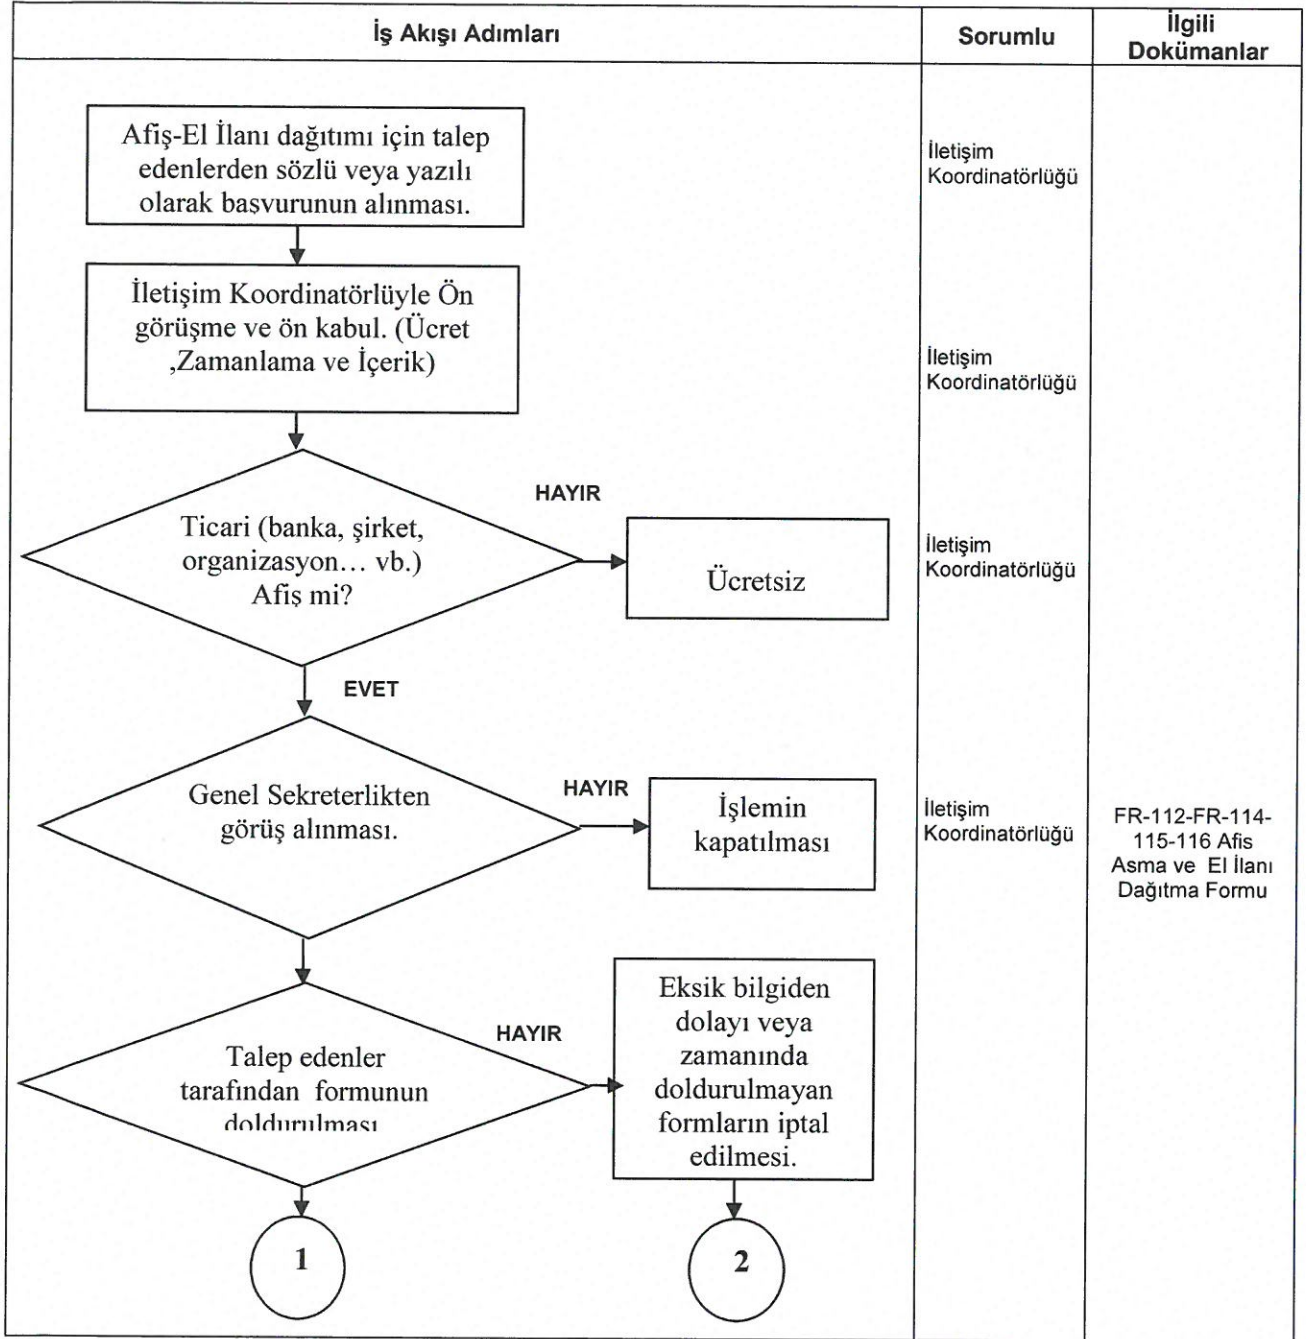 İş Akışı Adımları
Sorumlu
İlgili
Dokümanlar
Afiş-El İlanı dağıtımı için talep
edenlerden sözlü veya yazılı
olarak başvurunun alınması.
İletişim
Koordinatörlüğü
İletişim Koordinatörlüyle Ön
görüşme ve ön kabul. (Ücret
,Zamanlama ve İçerik)
İletişim
Koordinatörlüğü
HAYIR
Ticari (banka, şirket,
organizasyon… vb.)
Afiş mi?
Ücretsiz
İletişim
Koordinatörlüğü
EVET
Genel Sekreterlikten
görüş alınması.
HAYIR
İşlemin
kapatılması
İletişim
Koordinatörlüğü
FR-112-FR-114-
115-116 Afis
Asma ve El İlanı
Dağıtma Formu
Talep edenler
tarafından formunun
doldurulması
HAYIR
Eksik bilgiden
dolayı veya
zamanında
doldurulmayan
formların iptal
edilmesi.
1
2